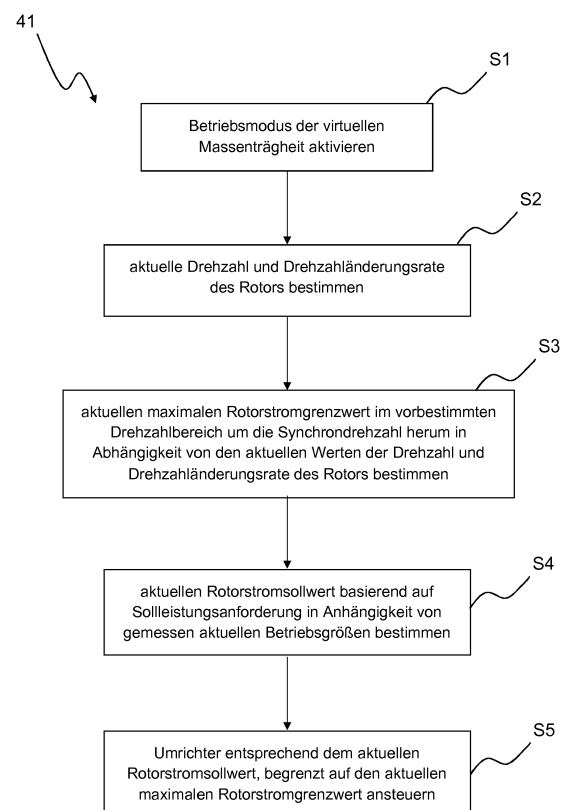 41
S1
Betriebsmodus der virtuellen
Massenträgheit aktivieren
S2
aktuelle Drehzahl und Drehzahländerungsrate
des Rotors bestimmen
S3
aktuellen maximalen Rotorstromgrenzwert im vorbestimmten
Drehzahlbereich um die Synchrondrehzahl herum in
Abhängigkeit von den aktuellen Werten der Drehzahl und
Drehzahländerungsrate des Rotors bestimmen
S4
aktuellen Rotorstromsollwert basierend auf
Sollleistungsanforderung in Anhängigkeit von
gemessen aktuellen Betriebsgrößen bestimmen
S5
Umrichter entsprechend dem aktuellen
Rotorstromsollwert, begrenzt auf den aktuellen
maximalen Rotorstromgrenzwert ansteuern